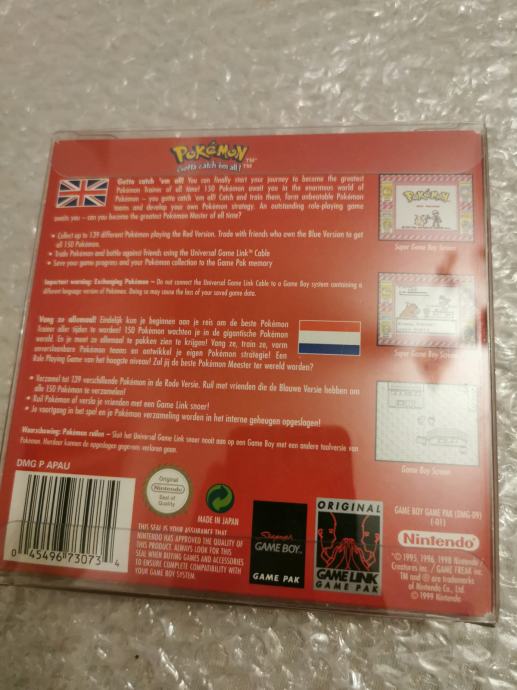 POKéMON™
Gotta catch 'em all!™
Gotta catch 'em all! You can finally start your journey to become the greatest
Pokémon Trainer of all time! 150 Pokémon await you in the enormous world of
Pokémon – you gotta catch 'em all! Catch and train them, form unbeatable Pokémon
teams and develop your own Pokémon strategy. An outstanding role-playing game
awaits you – can you become the greatest Pokémon Master of all time?
• Collect up to 139 different Pokémon playing the Red Version. Trade with friends who own the Blue Version to get
all 150 Pokémon.
• Trade Pokémon and battle against friends using the Universal Game Link™ Cable
• Save your game progress and your Pokémon collection to the Game Pak memory
Important warning: Exchanging Pokémon – Do not connect the Universal Game Link Cable to a Game Boy system containing a
different language version of Pokémon. Doing so may cause the loss of your saved game data.
Vang ze allemaal! Eindelijk kun je beginnen aan je reis om de beste Pokémon
Trainer aller tijden te worden! 150 Pokémon wachten je in de gigantische Pokémon
wereld. En je moet ze allemaal te pakken zien te krijgen! Vang ze, train ze, vorm
onverslaanbare Pokémon teams en ontwikkel je eigen Pokémon strategie! Een
Role Playing Game van het hoogste niveau! Zal jij de beste Pokémon Meester ter wereld worden?
• Verzamel tot 139 verschillende Pokémon in de Rode Versie. Ruil met vrienden die de Blauwe Versie hebben om
alle 150 Pokémon te verzamelen!
• Ruil Pokémon of versla je vrienden met een Game Link snoer!
• Je voortgang in het spel en je Pokémon verzameling worden in het interne geheugen opgeslagen!
Waarschuwing: Pokémon ruilen – Sluit het Universal Game Link snoer nooit aan op een Game Boy met een andere taalversie van
Pokémon. Hierdoor kunnen de opgeslagen gegevens verloren gaan.
POKéMON
Super Game Boy Screen
Super Game Boy Screen
Game Boy Screen
DMG P APAU
0 45496 73073 4
Original
Nintendo
Seal of
Quality
MADE IN JAPAN
THIS SEAL IS YOUR ASSURANCE THAT
NINTENDO HAS APPROVED THE QUALITY OF
THIS PRODUCT. ALWAYS LOOK FOR THIS
SEAL WHEN BUYING GAMES AND ACCESSORIES
TO ENSURE COMPLETE COMPATIBILITY WITH
YOUR GAME BOY SYSTEM.
Super
GAME BOY.
GAME PAK
ORIGINAL
GAME LINK
GAME PAK
GAME BOY GAME PAK (DMG-09)
(-01)
Nintendo
©1995, 1996, 1998 Nintendo/
Creatures inc. / GAME FREAK inc.
TM and ® are trademarks
of Nintendo Co., Ltd.
© 1999 Nintendo